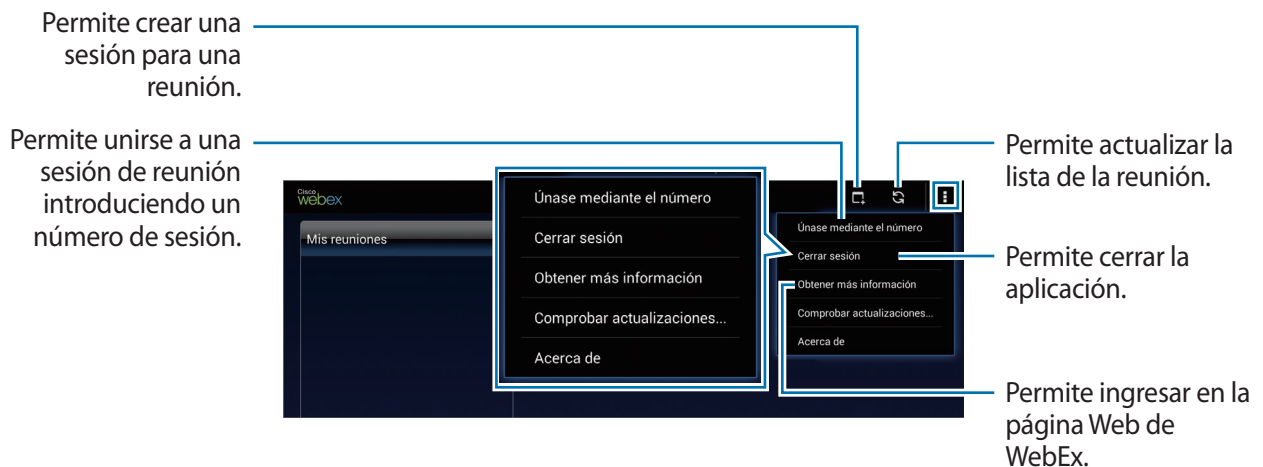 Permite crear una
sesión para una
reunión.
Permite unirse a una
sesión de reunión
introduciendo un
número de sesión.
Cisco
webex
Mis reuniones
Únase mediante el número
Cerrar sesión
Obtener más información
Comprobar actualizaciones...
Acerca de
Únase mediante el número
Cerrar sesión
Obtener más información
Comprobar actualizaciones...
Acerca de
Permite actualizar la
lista de la reunión.
Permite cerrar la
aplicación.
Permite ingresar en la
página Web de
WebEx.